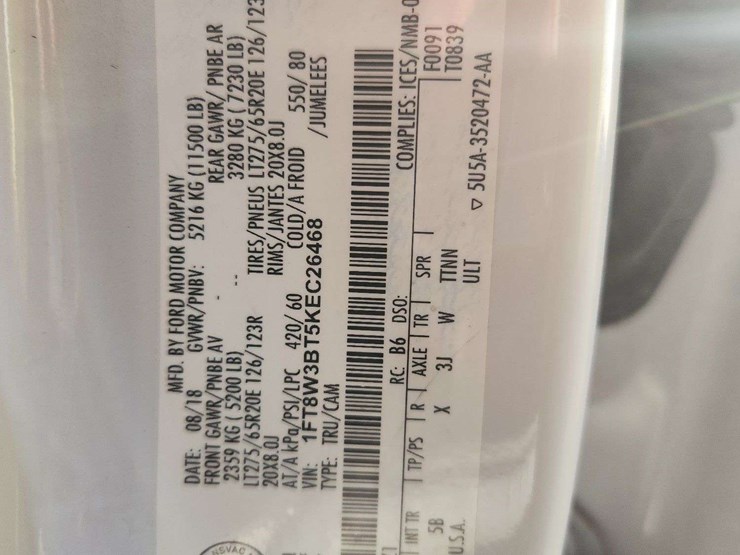 MFD. BY FORD MOTOR COMPANY
DATE: 08/18 GVWR/PNBV: 5216 KG (11500 LB)
FRONT GAWR/PNBE AV REAR GAWR/ PNBE AR
2359 KG ( 5200 LB) 3280 KG ( 7230 LB)
LT275/65R20E 126/123R TIRES/PNEUS LT275/65R20E 126/123
20X8.0J RIMS/JANTES 20X8.0J
AT/A kPa/PSI/LPC 420/ 60 COLD/A FROID 550/ 80
VIN: 1FT8W3BT5KEC26468 /JUMELEES
TYPE: TRU/CAM
RC: B6 DSO: COMPLIES: ICES/NMB-0
INT TR TP/PS R AXLE TR SPR F0091
5B X 3J W TTNN T0839
U.S.A. ULT ▽ 5U5A-3520472-AA
NSVAC